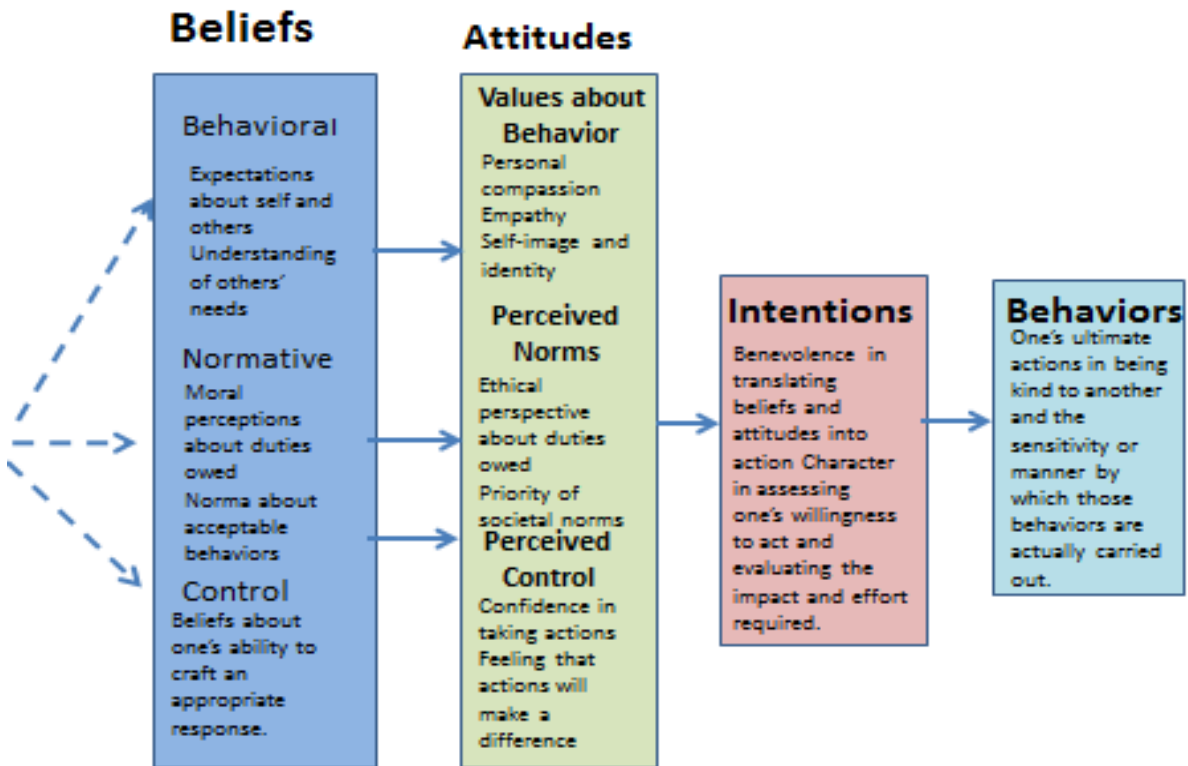 Beliefs
Behavioral
Expectations
about self and
others
Understanding
of others'
needs
Normative
Moral
perceptions
about duties
owed
Norma about
acceptable
behaviors
Control
Beliefs about
one's ability to
craft an
appropriate
response.
Attitudes
Values about
Behavior
Personal
compassion
Empathy
Self-image and
identity
Perceived
Norms
Ethical
perspective
about duties
owed
Priority of
societal norms
Perceived
Control
Confidence in
taking actions
Feeling that
actions will
make a
difference
Intentions
Benevolence in
translating
beliefs and
attitudes into
action Character
in assessing
one's willingness
to act and
evaluating the
impact and effort
required.
Behaviors
One's ultimate
actions in being
kind to another
and the
sensitivity or
manner by
which those
behaviors are
actually carried
out.